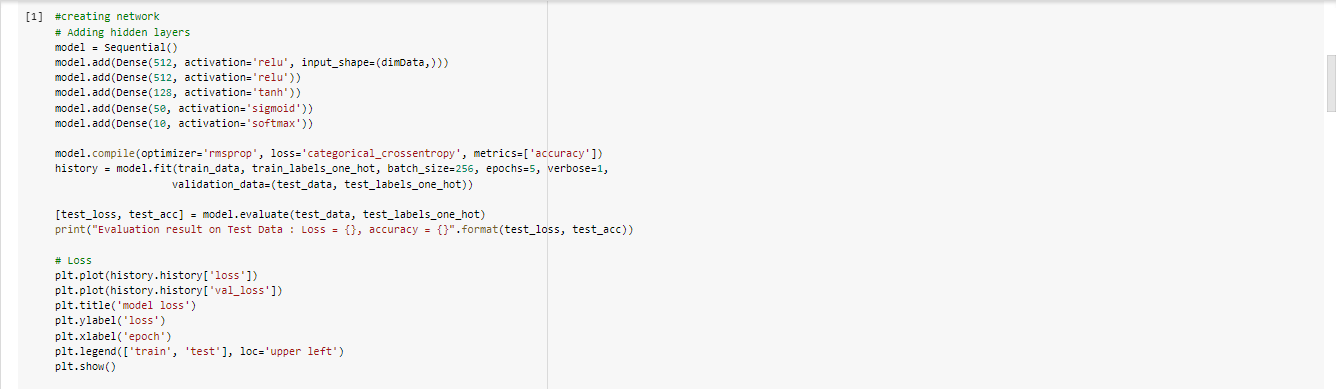 [1] #creating network
# Adding hidden layers
model = Sequential()
model.add(Dense(512, activation='relu', input_shape=(dimData,)))
model.add(Dense(512, activation='relu'))
model.add(Dense(128, activation='tanh'))
model.add(Dense(50, activation='sigmoid'))
model.add(Dense(10, activation='softmax'))
model.compile(optimizer='rmsprop', loss='categorical_crossentropy', metrics=['accuracy'])
history = model.fit(train_data, train_labels_one_hot, batch_size=256, epochs=5, verbose=1,
validation_data=(test_data, test_labels_one_hot))
[test_loss, test_acc] = model.evaluate(test_data, test_labels_one_hot)
print("Evaluation result on Test Data : Loss = {}, accuracy = {}".format(test_loss, test_acc))
# Loss
plt.plot(history.history['loss'])
plt.plot(history.history['val_loss'])
plt.title('model loss')
plt.ylabel('loss')
plt.xlabel('epoch')
plt.legend(['train', 'test'], loc='upper left')
plt.show()